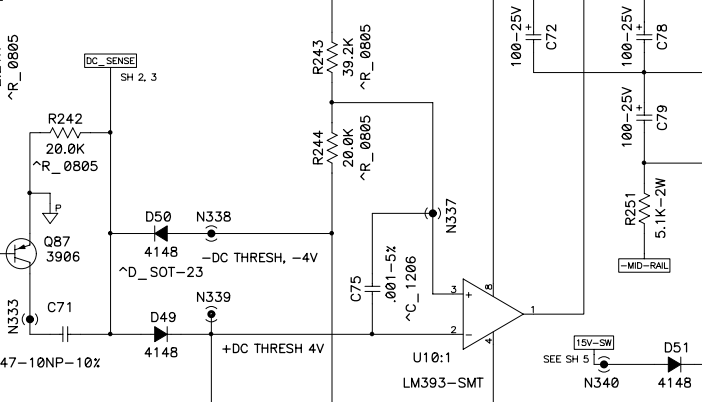 ^R_0805
DC_SENSE
SH 2, 3
R242
20.0K
^R_0805
P
Q87
3906
N333
C71
47-10NP-10%
D50
4148
^D_SOT-23
N338
-DC THRESH, -4V
N339
D49
4148
+DC THRESH 4V
R243
39.2K
^R_0805
R244
20.0K
^R_0805
N337
C75
.001-5%
^C_1206
3
+
2
-
8
4
1
U10:1
LM393-SMT
100-25V
+
C72
100-25V
+
C78
100-25V
+
C79
R251
5.1K-2W
-MID-RAIL
15V-SW
SEE SH 5
N340
D51
4148